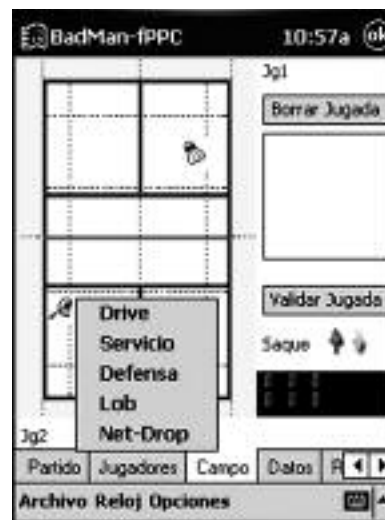 BadMan-fPPC 10:57a ok
Jg1
Borrar Jugada
Validar Jugada
Drive
Servicio
Defensa
Lob
Net-Drop
Saque
Jg2
Partido Jugadores Campo Datos R
Archivo Reloj Opciones